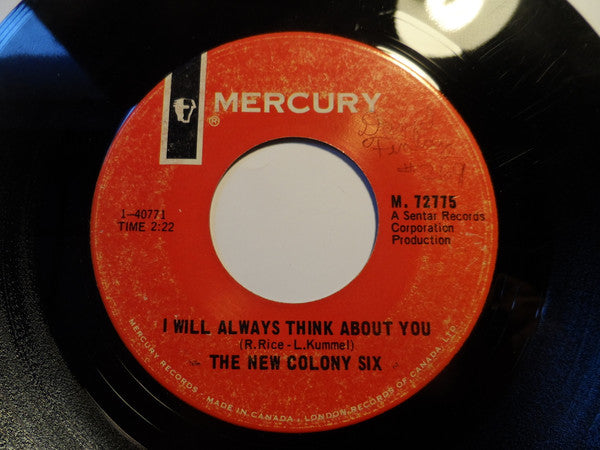 MERCURY
®
M. 72775
A Sentar Records
Corporation
Production
1-40771
TIME 2:22
I WILL ALWAYS THINK ABOUT YOU
(R. Rice - L. Kummel)
THE NEW COLONY SIX
MERCURY RECORDS · MADE IN CANADA, LONDON RECORDS OF CANADA, LTD.